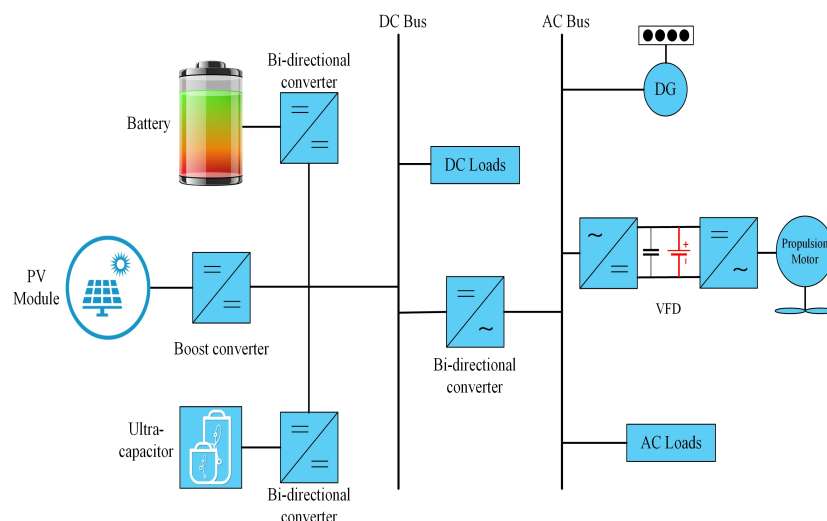 DC Bus
AC Bus
Bi-directional
converter
DG
Battery
DC Loads
PV
Module
Boost converter
Propulsion
Motor
VFD
Bi-directional
converter
Ultra-
capacitor
AC Loads
Bi-directional
converter